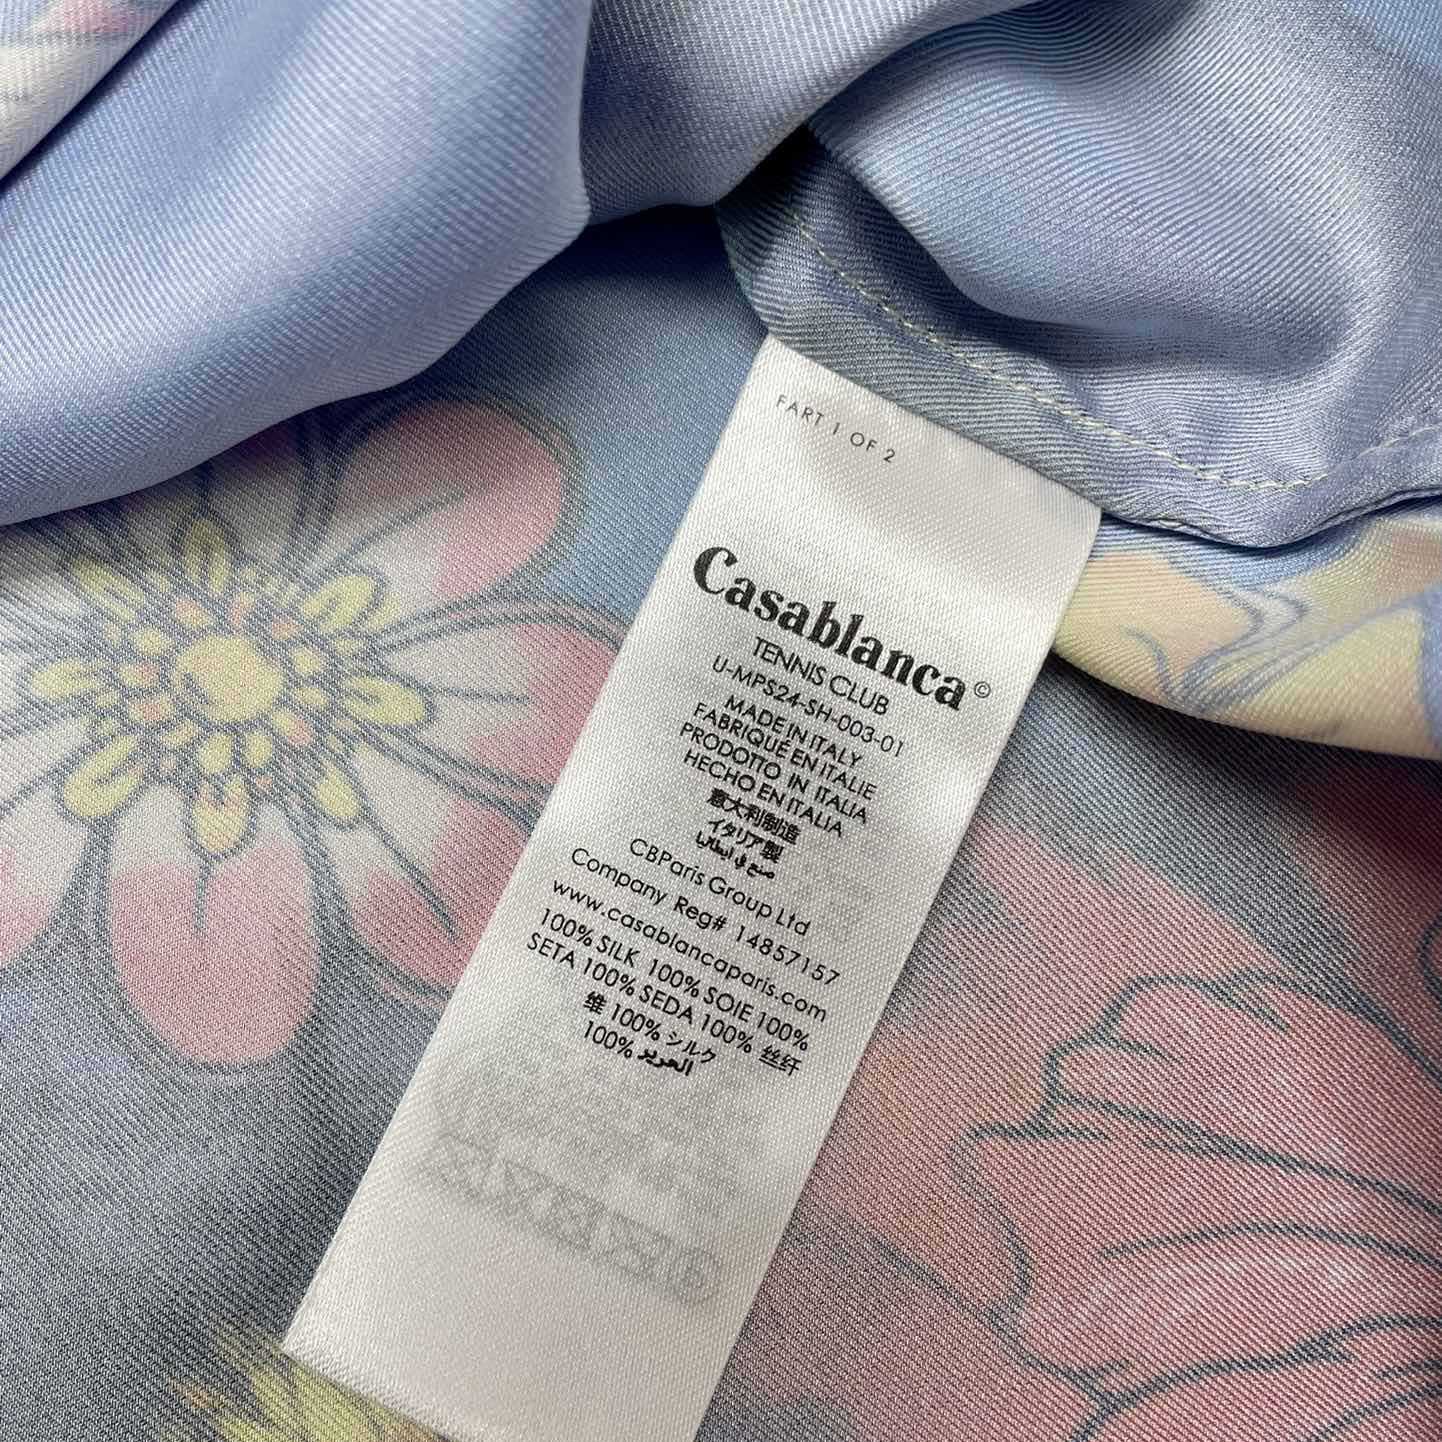 PART 1 OF 2
Casablanca©
TENNIS CLUB
U-MPS24-SH-003-01
MADE IN ITALY
FABRIQUÉ EN ITALIE
PRODOTTO IN ITALIA
HECHO EN ITALIA
意大利制造
イタリア製
صنع في ايطاليا
CBParis Group Ltd
Company Reg# 14857157
www.casablancaparis.com
100% SILK 100% SOIE 100%
SETA 100% SEDA 100% 丝纤
维 100% シルク
100% الحرير